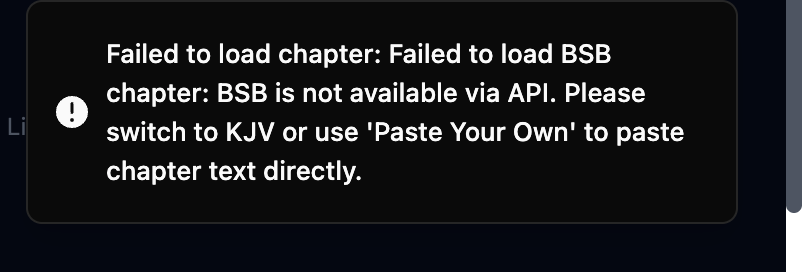 Failed to load chapter: Failed to load BSB
chapter: BSB is not available via API. Please
switch to KJV or use 'Paste Your Own' to paste
chapter text directly.
Li